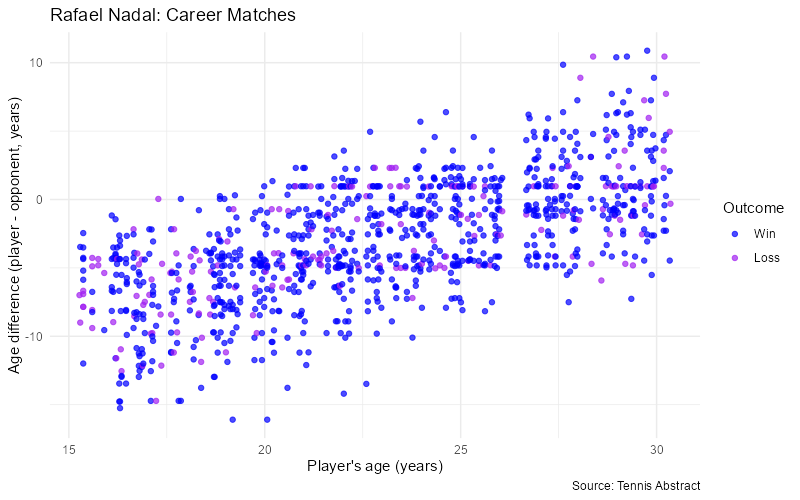 Rafael Nadal: Career Matches
Age difference (player - opponent, years)
10
0
-10
15
20
25
30
Player's age (years)
Outcome
Win
Loss
Source: Tennis Abstract